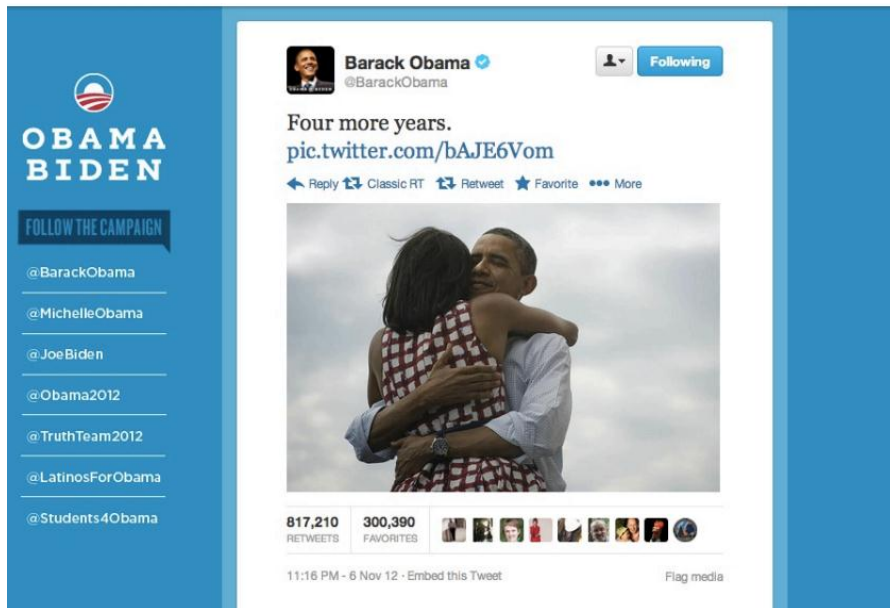 OBAMA
BIDEN
FOLLOW THE CAMPAIGN
@BarackObama
@MichelleObama
@JoeBiden
@Obama2012
@TruthTeam2012
@LatinosForObama
@Students4Obama
Barack Obama
@BarackObama
Following
Four more years.
pic.twitter.com/bAJE6Vom
Reply Classic RT Retweet Favorite More
817,210 300,390
RETWEETS FAVORITES
11:16 PM - 6 Nov 12 · Embed this Tweet Flag media